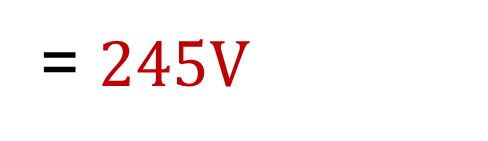 = 245V